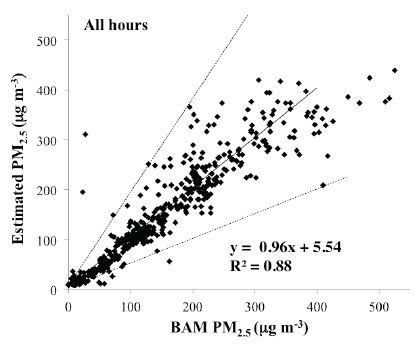 All hours
Estimated PM2.5 (µg m-3)
500
400
300
200
100
0
y = 0.96x + 5.54
R² = 0.88
0 100 200 300 400 500
BAM PM2.5 (µg m-3)